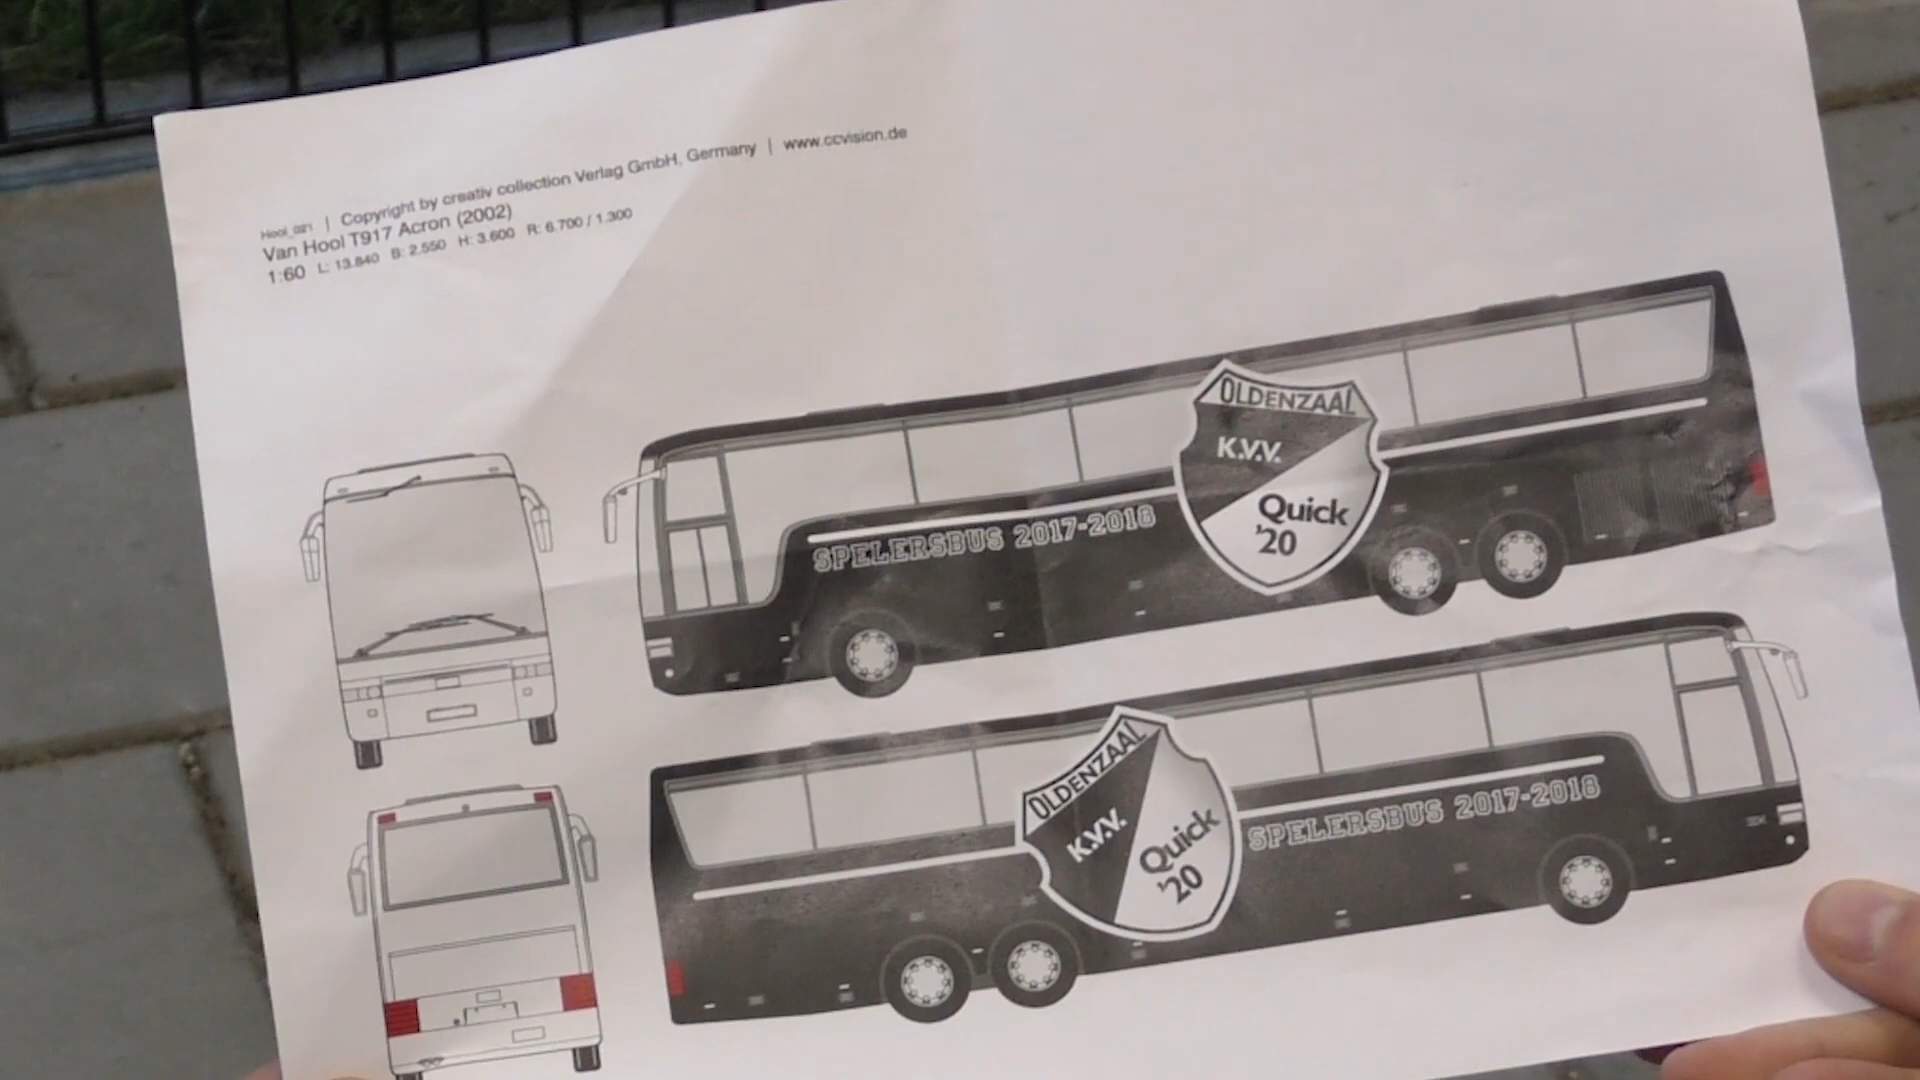 Hool_021 | Copyright by creativ collection Verlag GmbH, Germany | www.ccvision.de
Van Hool T917 Acron (2002)
1:60 L: 13.840 B: 2.550 H: 3.600 R: 6.700 / 1.300
OLDENZAAL
K.V.V.
Quick
'20
SPELERSBUS 2017-2018
OLDENZAAL
K.V.V.
Quick
'20
SPELERSBUS 2017-2018